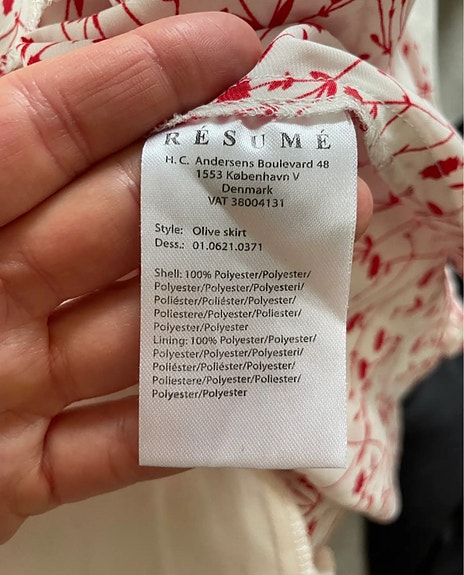 RÉSUMÉ
H. C. Andersens Boulevard 48
1553 København V
Denmark
VAT 38004131
Style: Olive skirt
Dess.: 01.0621.0371
Shell: 100% Polyester/Polyester/
Polyester/Polyester/Polyesteri/
Poliéster/Poliéster/Polyester/
Poliestere/Polyester/Poliester/
Polyester/Polyester
Lining: 100% Polyester/Polyester/
Polyester/Polyester/Polyesteri/
Poliéster/Poliéster/Polyester/
Poliestere/Polyester/Poliester/
Polyester/Polyester